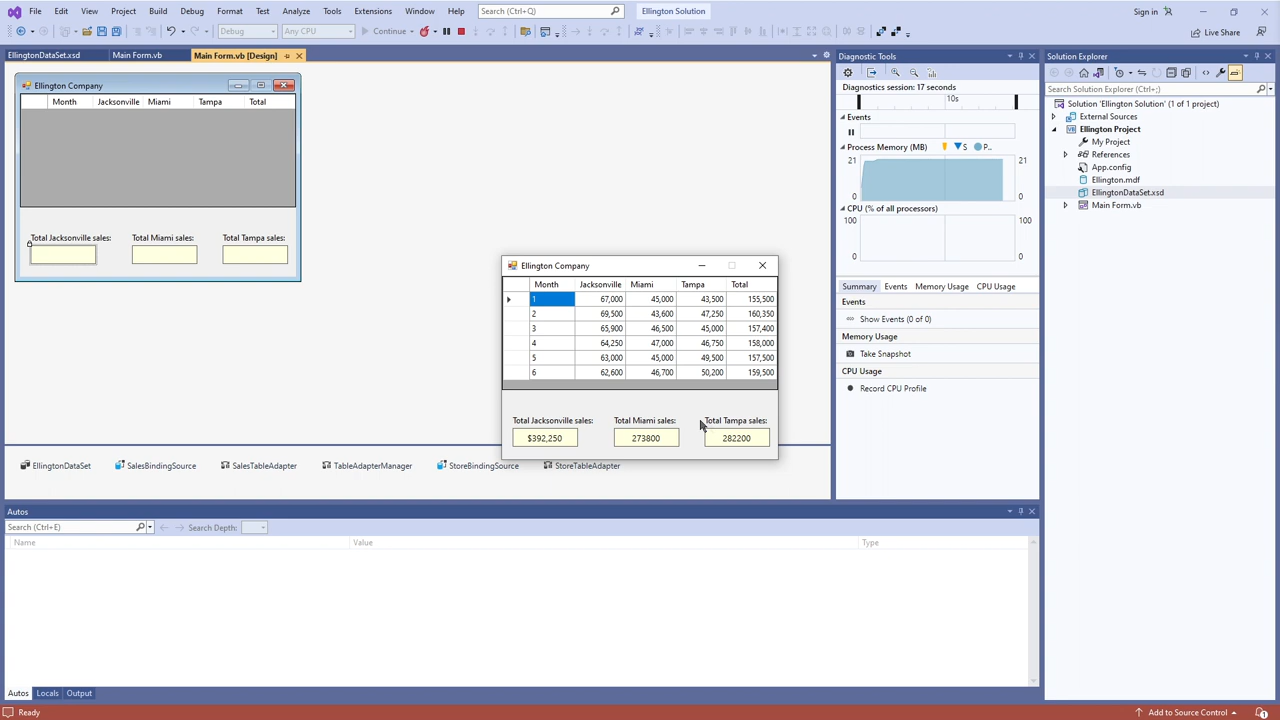 File Edit View Project Build Debug Format Test Analyze Tools Extensions Window Help Search (Ctrl+Q) Ellington Solution Sign in
Debug Any CPU Continue Live Share
EllingtonDataSet.xsd Main Form.vb Main Form.vb [Design]
Ellington Company
Month Jacksonville Miami Tampa Total
Total Jacksonville sales: Total Miami sales: Total Tampa sales:
Ellington Company
Month Jacksonville Miami Tampa Total
1 67,000 45,000 43,500 155,500
2 69,500 43,600 47,250 160,350
3 65,900 46,500 45,000 157,400
4 64,250 47,000 46,750 158,000
5 63,000 45,000 49,500 157,500
6 62,600 46,700 50,200 159,500
Total Jacksonville sales: Total Miami sales: Total Tampa sales:
$392,250 273800 282200
EllingtonDataSet SalesBindingSource SalesTableAdapter TableAdapterManager StoreBindingSource StoreTableAdapter
Diagnostic Tools
Diagnostics session: 17 seconds
10s
Events
Process Memory (MB) S P...
21 21
0 0
CPU (% of all processors)
100 100
0 0
Summary Events Memory Usage CPU Usage
Events
Show Events (0 of 0)
Memory Usage
Take Snapshot
CPU Usage
Record CPU Profile
Solution Explorer
Search Solution Explorer (Ctrl+;)
Solution 'Ellington Solution' (1 of 1 project)
External Sources
Ellington Project
My Project
References
App.config
Ellington.mdf
EllingtonDataSet.xsd
Main Form.vb
Autos
Search (Ctrl+E) Search Depth:
Name Value Type
Autos Locals Output
Ready Add to Source Control 1